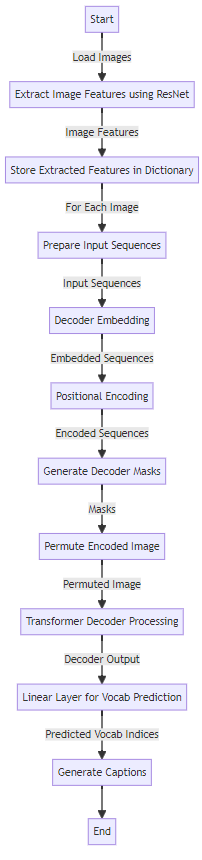 Start
Load Images
Extract Image Features using ResNet
Image Features
Store Extracted Features in Dictionary
For Each Image
Prepare Input Sequences
Input Sequences
Decoder Embedding
Embedded Sequences
Positional Encoding
Encoded Sequences
Generate Decoder Masks
Masks
Permute Encoded Image
Permuted Image
Transformer Decoder Processing
Decoder Output
Linear Layer for Vocab Prediction
Predicted Vocab Indices
Generate Captions
End